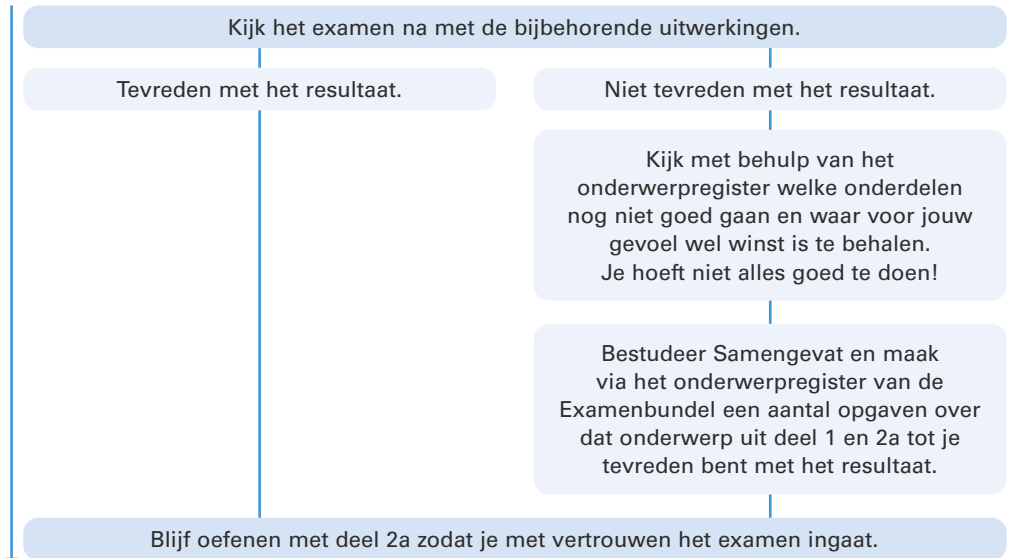 Kijk het examen na met de bijbehorende uitwerkingen.
Tevreden met het resultaat.
Niet tevreden met het resultaat.
Kijk met behulp van het
onderwerpregister welke onderdelen
nog niet goed gaan en waar voor jouw
gevoel wel winst is te behalen.
Je hoeft niet alles goed te doen!
Bestudeer Samengevat en maak
via het onderwerpregister van de
Examenbundel een aantal opgaven over
dat onderwerp uit deel 1 en 2a tot je
tevreden bent met het resultaat.
Blijf oefenen met deel 2a zodat je met vertrouwen het examen ingaat.